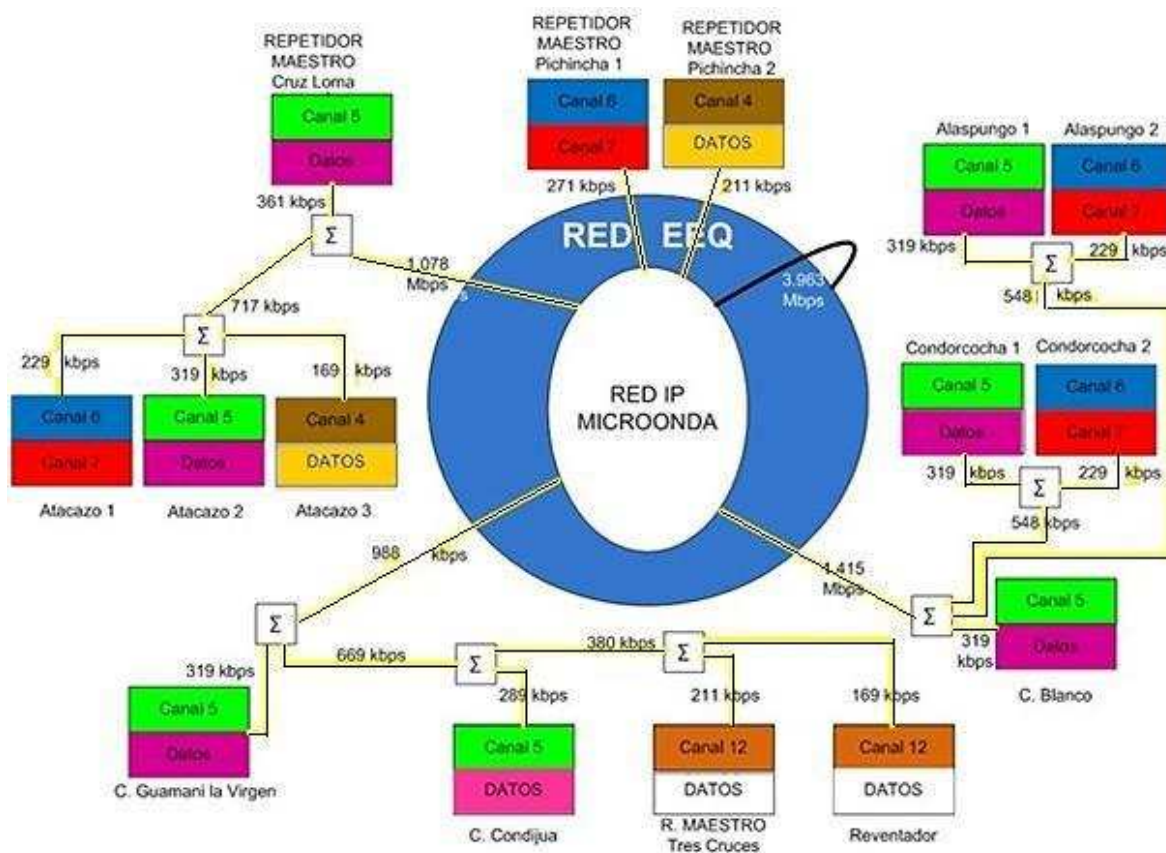 REPETIDOR
MAESTRO
Cruz Loma
Canal 5
Datos
361 kbps
Σ
REPETIDOR
MAESTRO
Pichincha 1
Canal 6
Canal 7
271 kbps
REPETIDOR
MAESTRO
Pichincha 2
Canal 4
DATOS
211 kbps
RED EEQ
1.078
Mbps
3.963
Mbps
RED IP
MICROONDA
717 kbps
Σ
229 kbps
319 kbps
169 kbps
Canal 6
Canal 7
Atacazo 1
Canal 5
Datos
Atacazo 2
Canal 4
DATOS
Atacazo 3
Alaspungo 1
Canal 5
Datos
Alaspungo 2
Canal 6
Canal 7
319 kbps
Σ
229 kbps
548 kbps
Condorcocha 1
Canal 5
Datos
Condorcocha 2
Canal 6
Canal 7
319 kbps
Σ
229 kbps
548 kbps
1.415
Mbps
Σ
319
kbps
Canal 5
Datos
C. Blanco
988 kbps
Σ
319 kbps
669 kbps
Σ
380 kbps
Σ
289 kbps
211 kbps
169 kbps
Canal 5
Datos
C. Guamani la Virgen
Canal 5
DATOS
C. Condijua
Canal 12
DATOS
R. MAESTRO
Tres Cruces
Canal 12
DATOS
Reventador